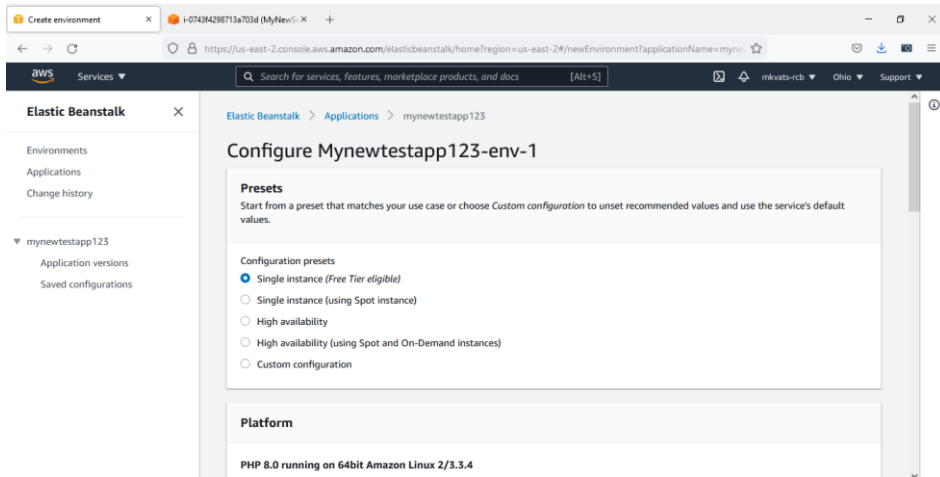 Create environment
i-0743f4298713a703d (MyNewS
https://us-east-2.console.aws.amazon.com/elasticbeanstalk/home?region=us-east-2#/newEnvironment?applicationName=myne
aws
Services
Search for services, features, marketplace products, and docs [Alt+S]
mkvats-rcb
Ohio
Support
Elastic Beanstalk
Environments
Applications
Change history
mynewtestapp123
Application versions
Saved configurations
Elastic Beanstalk > Applications > mynewtestapp123
Configure Mynewtestapp123-env-1
Presets
Start from a preset that matches your use case or choose Custom configuration to unset recommended values and use the service's default
values.
Configuration presets
Single instance (Free Tier eligible)
Single instance (using Spot instance)
High availability
High availability (using Spot and On-Demand instances)
Custom configuration
Platform
PHP 8.0 running on 64bit Amazon Linux 2/3.3.4